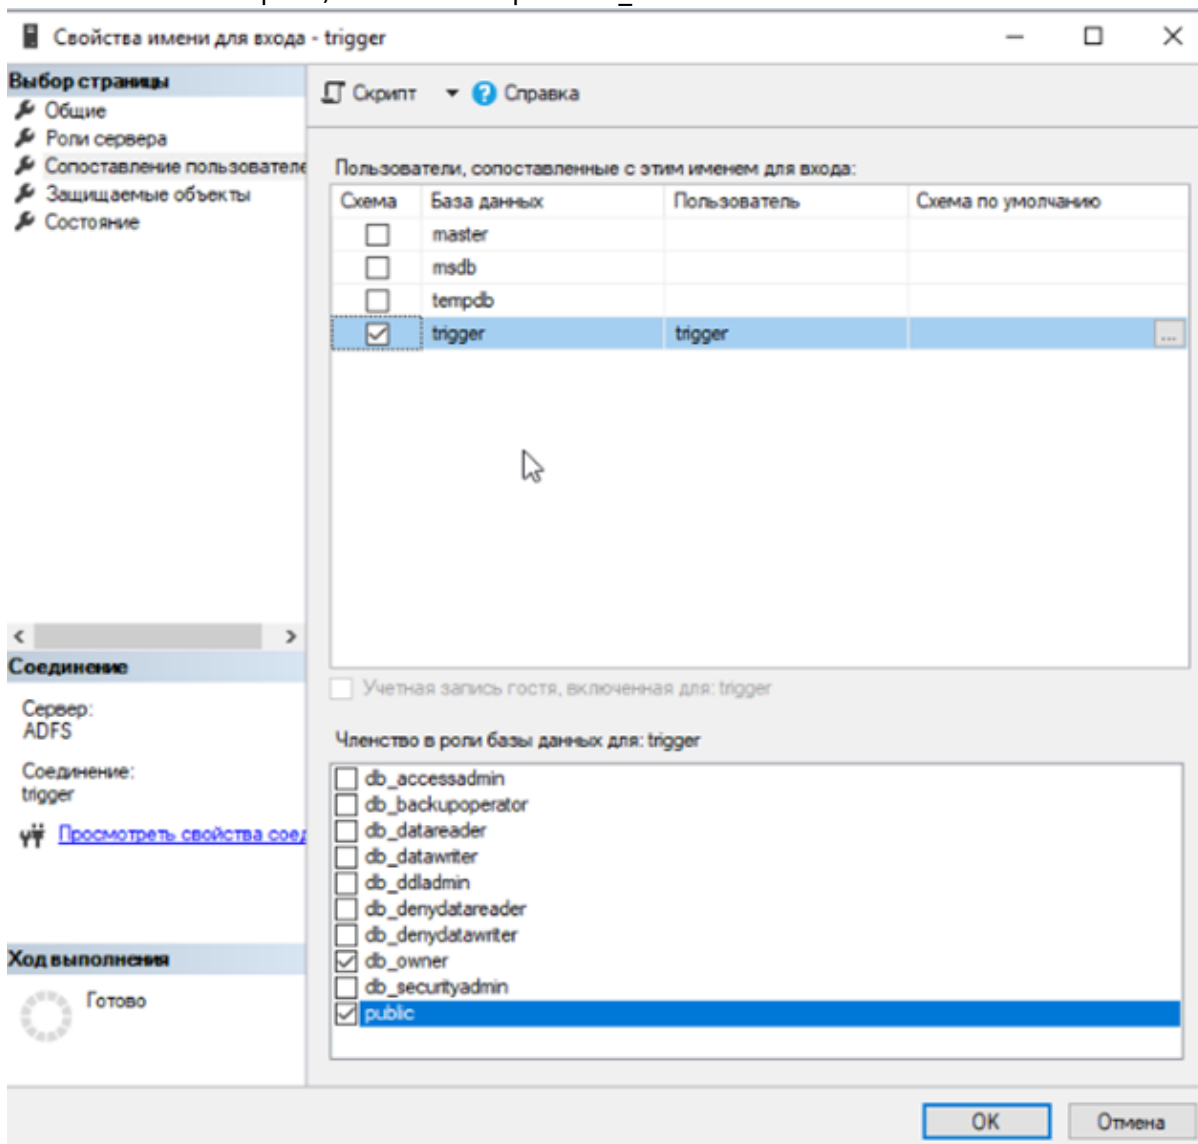 Свойства имени для входа - trigger
Выбор страницы
Общие
Роли сервера
Сопоставление пользователе
Защищаемые объекты
Состояние
Скрипт
Справка
Пользователи, сопоставленные с этим именем для входа:
Схема База данных Пользователь Схема по умолчанию
master
msdb
tempdb
trigger trigger ...
Учетная запись гостя, включенная для: trigger
Членство в роли базы данных для: trigger
db_accessadmin
db_backupoperator
db_datareader
db_datawriter
db_ddladmin
db_denydatareader
db_denydatawriter
db_owner
db_securityadmin
public
Соединение
Сервер:
ADFS
Соединение:
trigger
Просмотреть свойства соед
Ход выполнения
Готово
OK Отмена